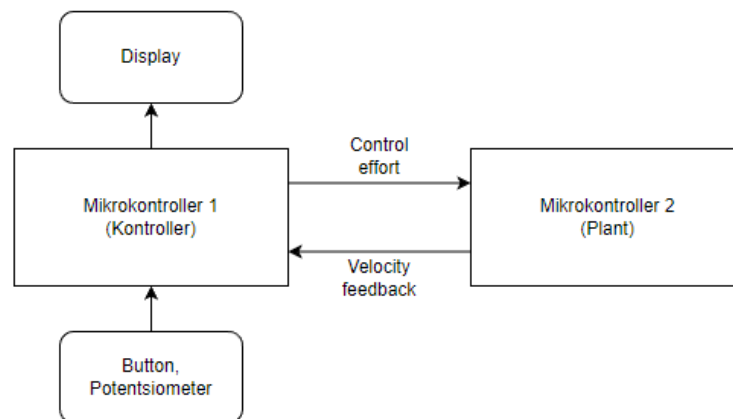 Display
Control
effort
Mikrokontroller 1
(Kontroller)
Mikrokontroller 2
(Plant)
Velocity
feedback
Button,
Potentsiometer